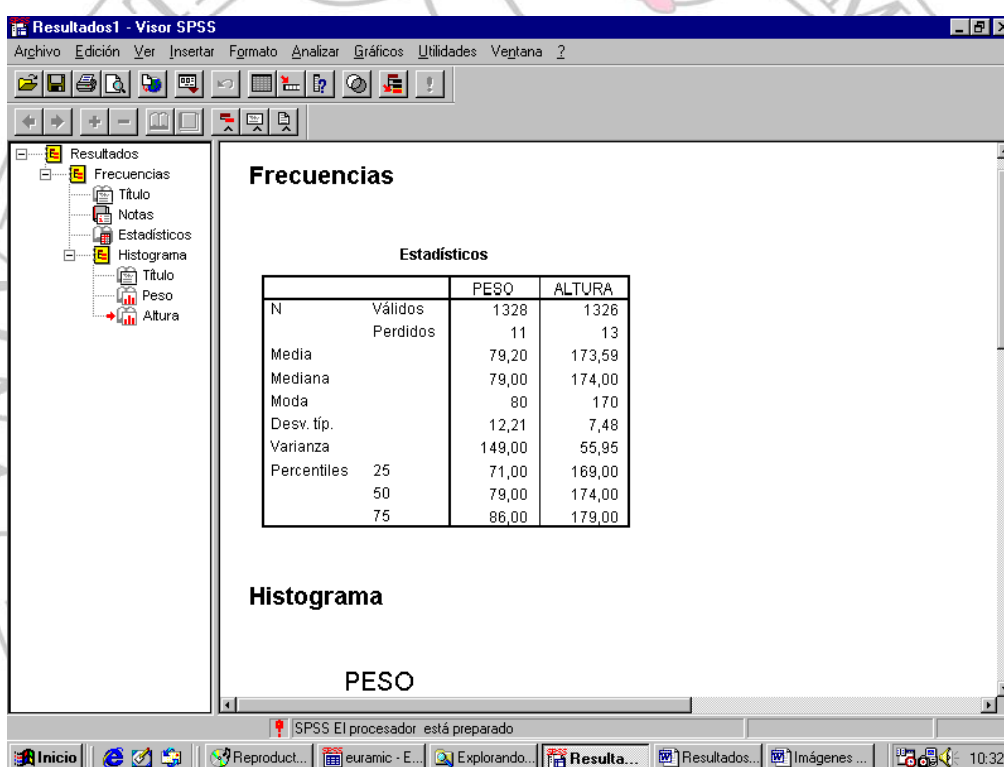 Resultados1 - Visor SPSS
Archivo Edición Ver Insertar Formato Analizar Gráficos Utilidades Ventana ?
Resultados
Frecuencias
Título
Notas
Estadísticos
Histograma
Título
Peso
Altura
Frecuencias
Estadísticos
PESO ALTURA
N Válidos 1328 1326
Perdidos 11 13
Media 79,20 173,59
Mediana 79,00 174,00
Moda 80 170
Desv. típ. 12,21 7,48
Varianza 149,00 55,95
Percentiles 25 71,00 169,00
50 79,00 174,00
75 86,00 179,00
Histograma
PESO
SPSS El procesador está preparado
Inicio Reproduct... euramic - E... Explorando... Resulta... Resultados... Imágenes ... 10:32